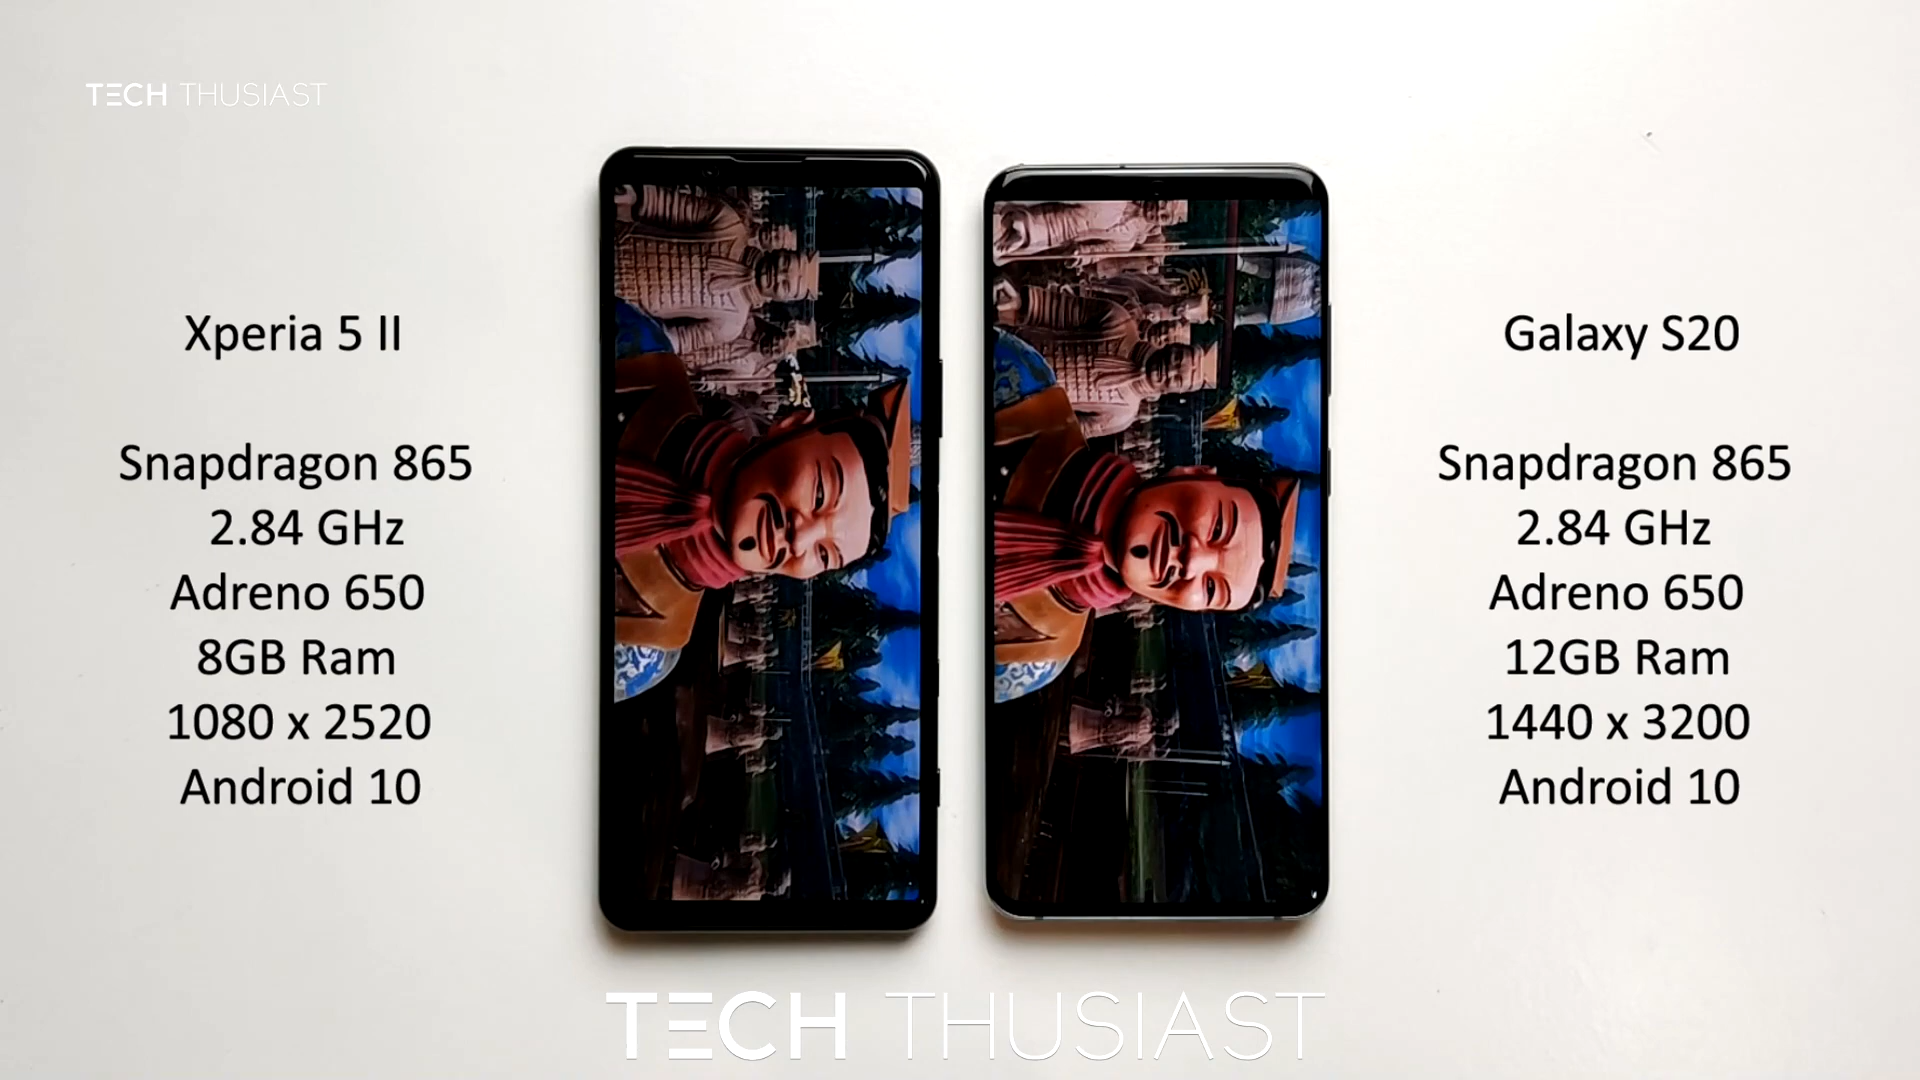 TECH THUSIAST
Xperia 5 II
Snapdragon 865
2.84 GHz
Adreno 650
8GB Ram
1080 x 2520
Android 10
Galaxy S20
Snapdragon 865
2.84 GHz
Adreno 650
12GB Ram
1440 x 3200
Android 10
TECH THUSIAST